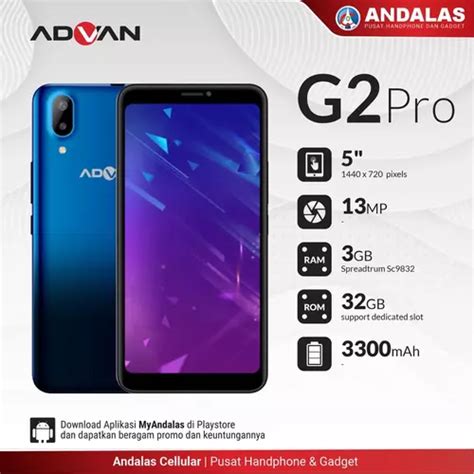 ADVAN
ANDALAS
PUSAT HANDPHONE DAN GADGET
G2Pro
5"
1440 x 720 pixels
13MP
-
RAM
3GB
Spreadtrum Sc9832
ROM
32GB
support dedicated slot
3300mAh
-
ADVAN
Download Aplikasi MyAndalas di Playstore
dan dapatkan beragam promo dan keuntungannya
Andalas Cellular | Pusat Handphone & Gadget